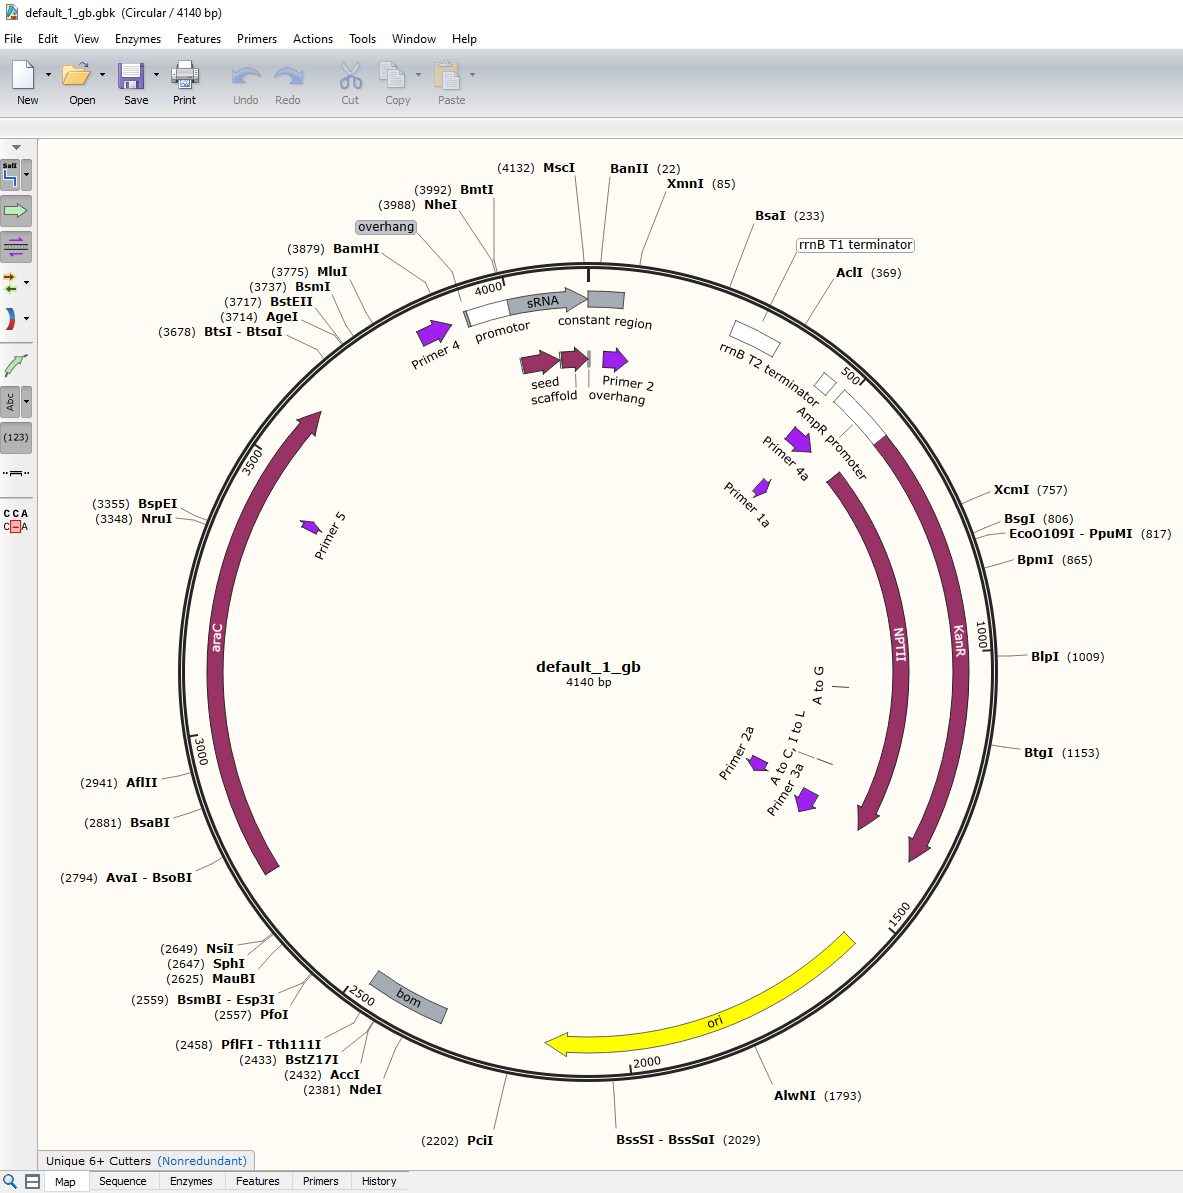 default_1_gb.gbk (Circular / 4140 bp)
File Edit View Enzymes Features Primers Actions Tools Window Help
New Open Save Print Undo Redo Cut Copy Paste
SalI
Abc
(123)
C C A
C – A
(4132) MscI
BanII (22)
XmnI (85)
(3992) BmtI
(3988) NheI
BsaI (233)
overhang
rrnB T1 terminator
(3879) BamHI
AclI (369)
(3775) MluI
(3737) BsmI
(3717) BstEII
(3714) AgeI
(3678) BtsI - BtsαI
4000
sRNA
promotor
constant region
Primer 4
seed
scaffold
Primer 2
overhang
rrnB T2 terminator
500
AmpR promoter
Primer 4a
Primer 1a
3500
(3355) BspEI
(3348) NruI
Primer 5
XcmI (757)
BsgI (806)
EcoO109I - PpuMI (817)
BpmI (865)
araC
NPTII
KanR
1000
BlpI (1009)
default_1_gb
4140 bp
A to G
A to C, I to L
Primer 2a
Primer 3a
3000
BtgI (1153)
(2941) AflII
(2881) BsaBI
(2794) AvaI - BsoBI
1500
(2649) NsiI
(2647) SphI
(2625) MauBI
(2559) BsmBI - Esp3I
(2557) PfoI
2500
bom
ori
(2458) PflFI - Tth111I
(2433) BstZ17I
(2432) AccI
(2381) NdeI
2000
AlwNI (1793)
(2202) PciI
BssSI - BssSαI (2029)
Unique 6+ Cutters (Nonredundant)
Map Sequence Enzymes Features Primers History